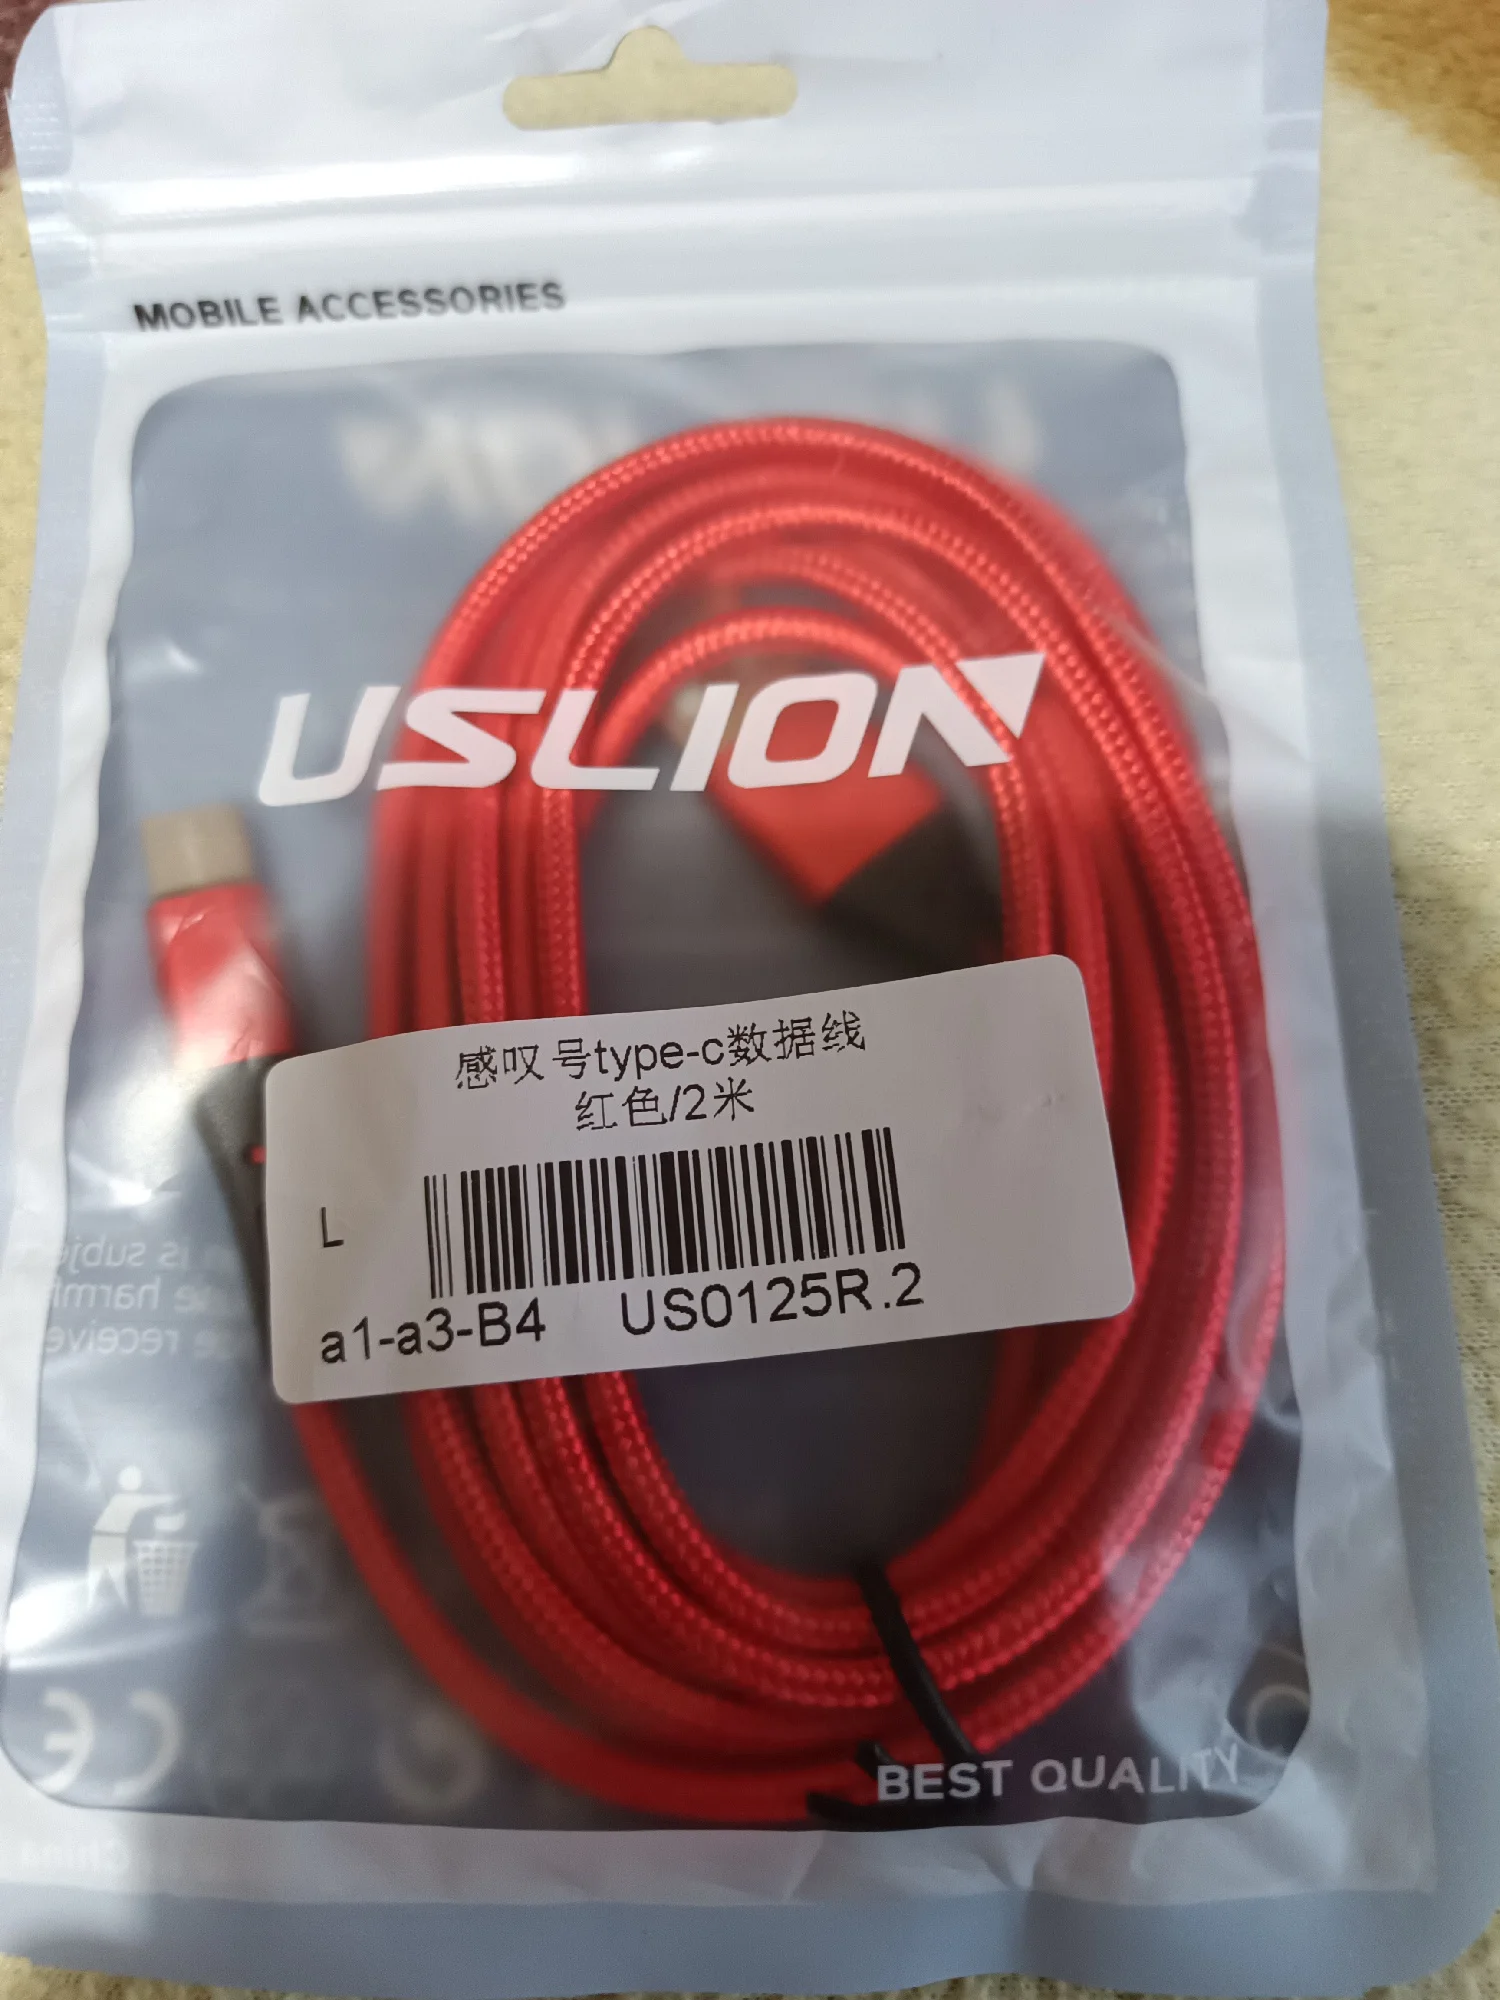 MOBILE ACCESSORIES
USLION
感叹号type-c数据线
红色/2米
L
a1-a3-B4 US0125R.2
BEST QUALITY